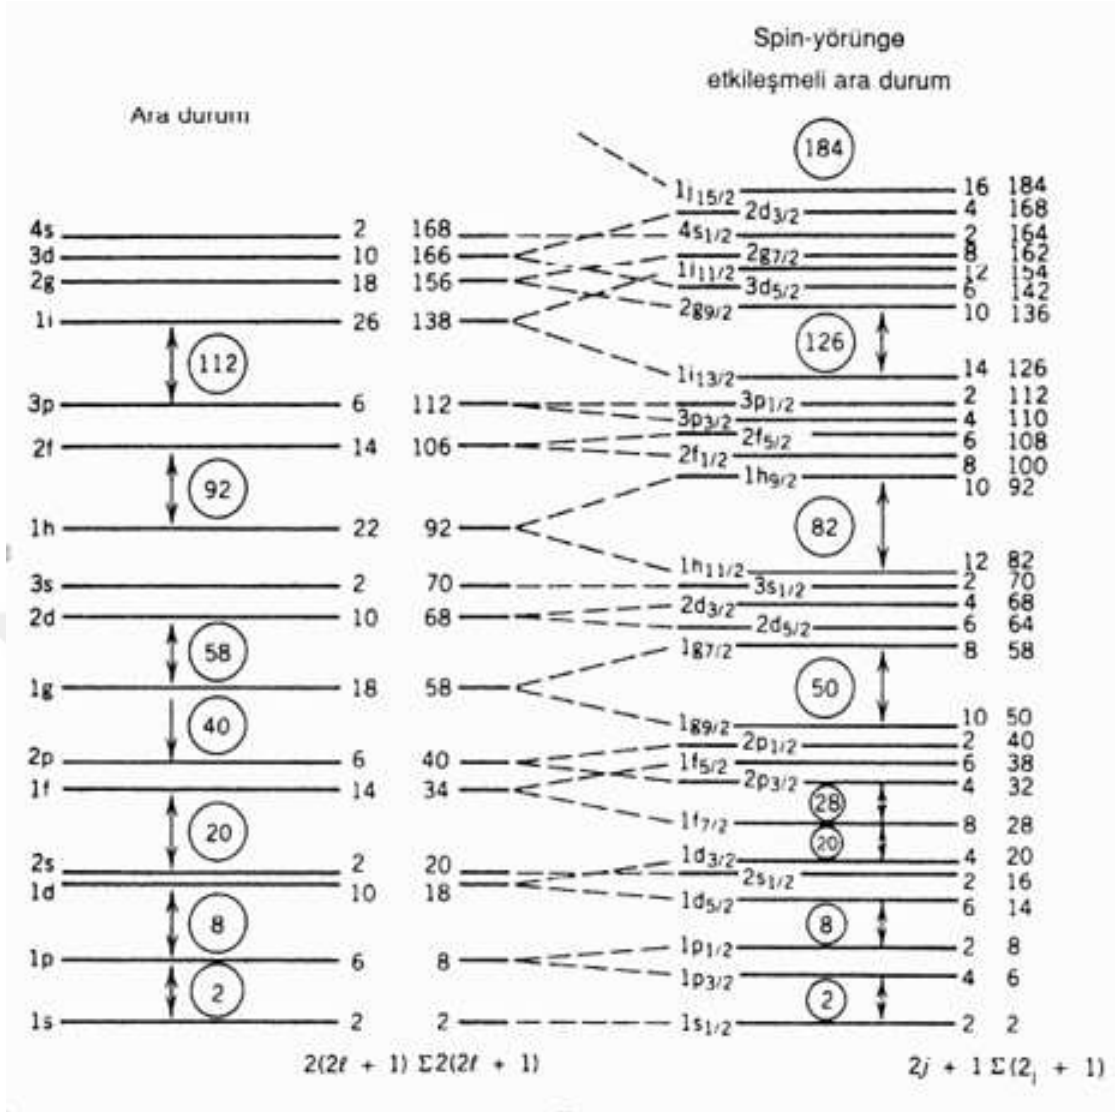 Spin-yörünge
etkileşmeli ara durum
Ara durum
184
1j15/2 16 184
2d3/2 4 168
4s 2 168 4s1/2 2 164
3d 10 166 2g7/2 8 162
1i11/2 12 154
2g 18 156 3d5/2 6 142
2g9/2 10 136
1i 26 138
126
112
1i13/2 14 126
3p 6 112 3p1/2 2 112
3p3/2 4 110
2f 14 106 2f5/2 6 108
2f1/2 8 100
1h9/2 10 92
92
1h 22 92 82
1h11/2 12 82
3s 2 70 3s1/2 2 70
2d 10 68 2d3/2 4 68
2d5/2 6 64
58 1g7/2 8 58
1g 18 58 50
40 1g9/2 10 50
2p 6 40 2p1/2 2 40
1f5/2 6 38
1f 14 34 2p3/2 4 32
28
1f7/2 8 28
20 20
2s 2 20 1d3/2 4 20
1d 10 18 2s1/2 2 16
1d5/2 6 14
8 8
1p 6 8 1p1/2 2 8
1p3/2 4 6
2 2
1s 2 2 1s1/2 2 2
2(2ℓ + 1) Σ2(2ℓ + 1) 2j + 1 Σ(2j + 1)